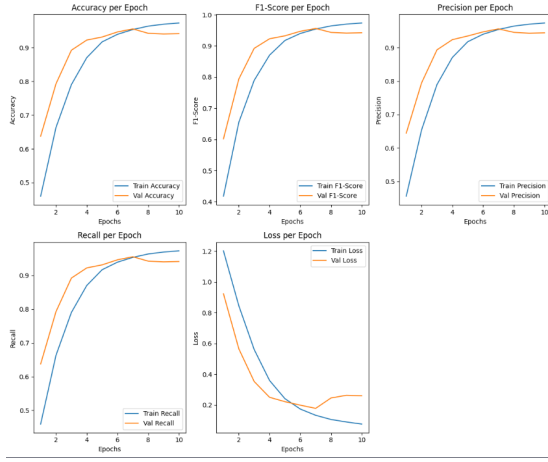 Accuracy per Epoch
0.9
0.8
0.7
0.6
0.5
Accuracy
Train Accuracy
Val Accuracy
2 4 6 8 10
Epochs
F1-Score per Epoch
1.0
0.9
0.8
0.7
0.6
0.5
0.4
F1-Score
Train F1-Score
Val F1-Score
2 4 6 8 10
Epochs
Precision per Epoch
0.9
0.8
0.7
0.6
0.5
Precision
Train Precision
Val Precision
2 4 6 8 10
Epochs
Recall per Epoch
0.9
0.8
0.7
0.6
0.5
Recall
Train Recall
Val Recall
2 4 6 8 10
Epochs
Loss per Epoch
1.2
1.0
0.8
0.6
0.4
0.2
Loss
Train Loss
Val Loss
2 4 6 8 10
Epochs